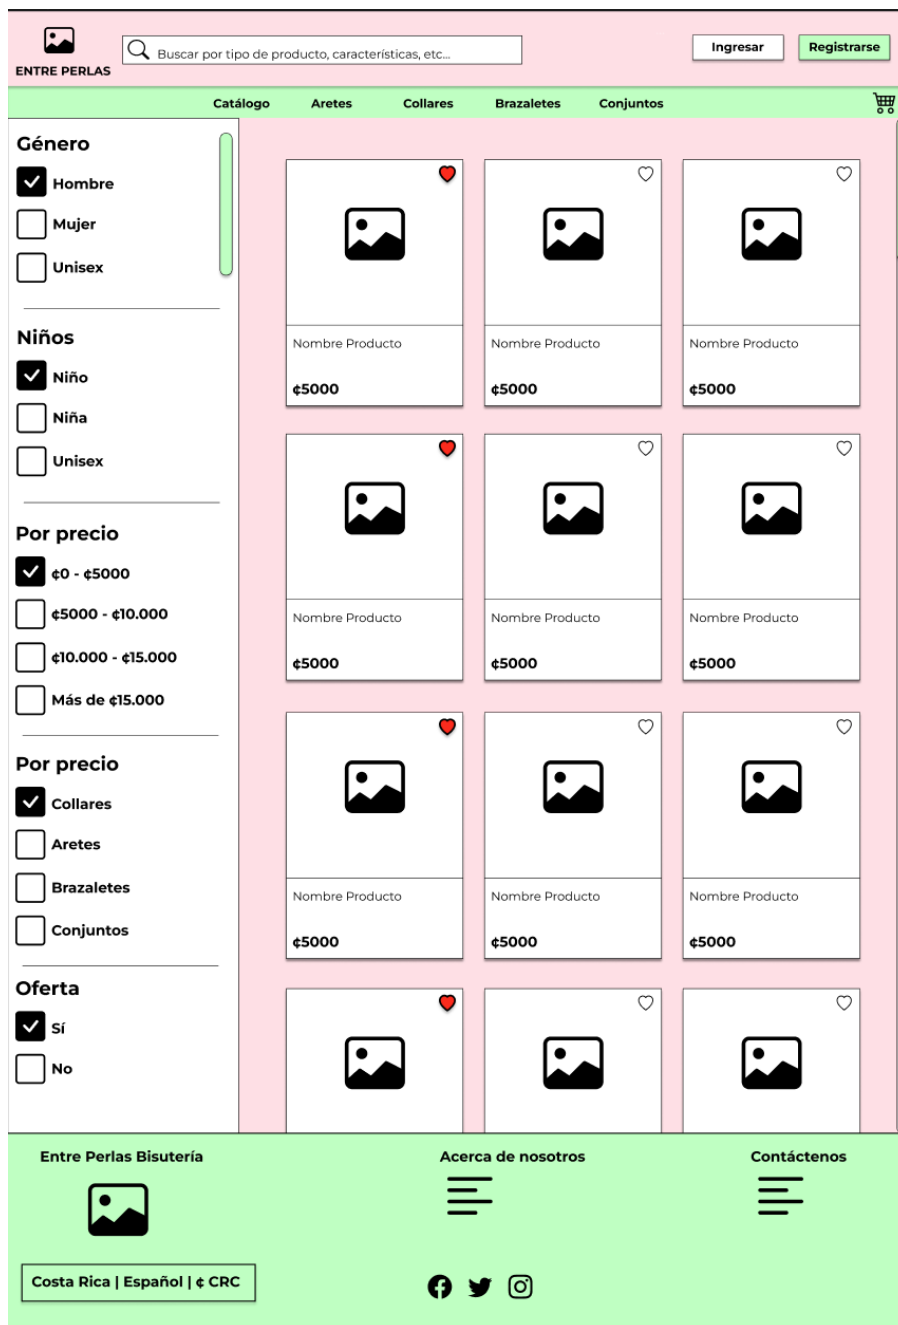 ENTRE PERLAS
Buscar por tipo de producto, características, etc...
Ingresar
Registrarse
Catálogo
Aretes
Collares
Brazaletes
Conjuntos
Género
Hombre
Mujer
Unisex
Niños
Niño
Niña
Unisex
Por precio
¢0 - ¢5000
¢5000 - ¢10.000
¢10.000 - ¢15.000
Más de ¢15.000
Por precio
Collares
Aretes
Brazaletes
Conjuntos
Oferta
Sí
No
Nombre Producto
¢5000
Nombre Producto
¢5000
Nombre Producto
¢5000
Nombre Producto
¢5000
Nombre Producto
¢5000
Nombre Producto
¢5000
Nombre Producto
¢5000
Nombre Producto
¢5000
Nombre Producto
¢5000
Entre Perlas Bisutería
Costa Rica | Español | ¢ CRC
Acerca de nosotros
Contáctenos